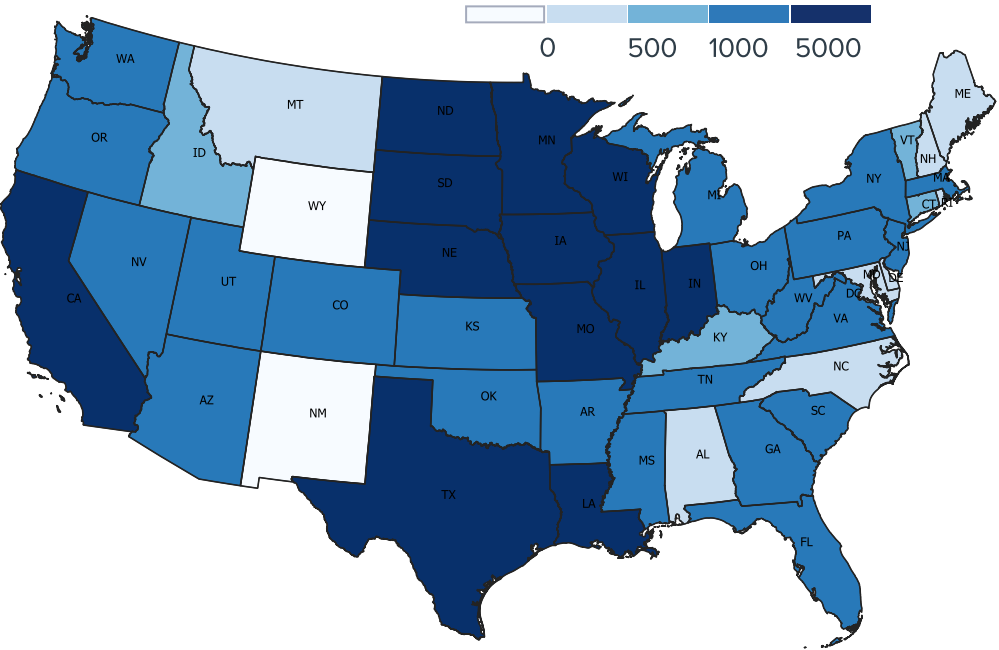 0 500 1000 5000
WA
ME
MT
ND
OR
MN
VT
ID
NH
WI
NY
MA
SD
MI
WY
CT RI
PA
IA
NJ
NE
NV
OH
MD DE
UT
IL
IN
DC
CA
WV
CO
VA
KS
MO
KY
NC
TN
OK
AZ
AR
SC
NM
GA
AL
MS
TX
LA
FL